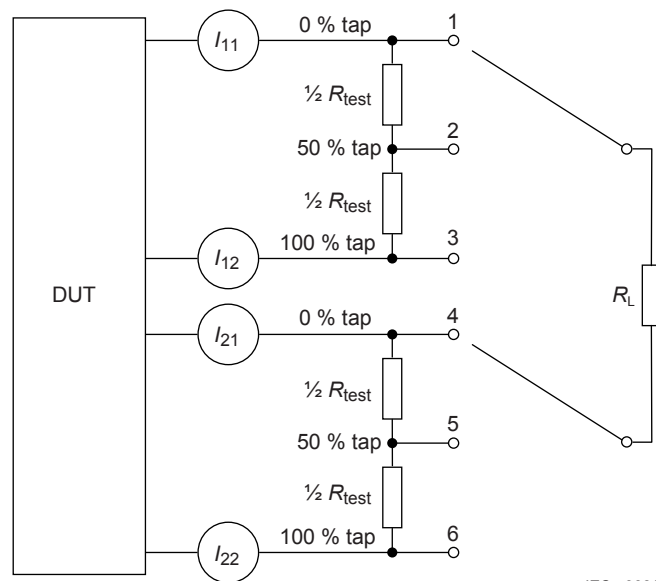 0 % tap
1
I11
½ Rtest
50 % tap
2
½ Rtest
100 % tap
3
I12
DUT
RL
0 % tap
4
I21
½ Rtest
50 % tap
5
½ Rtest
100 % tap
6
I22